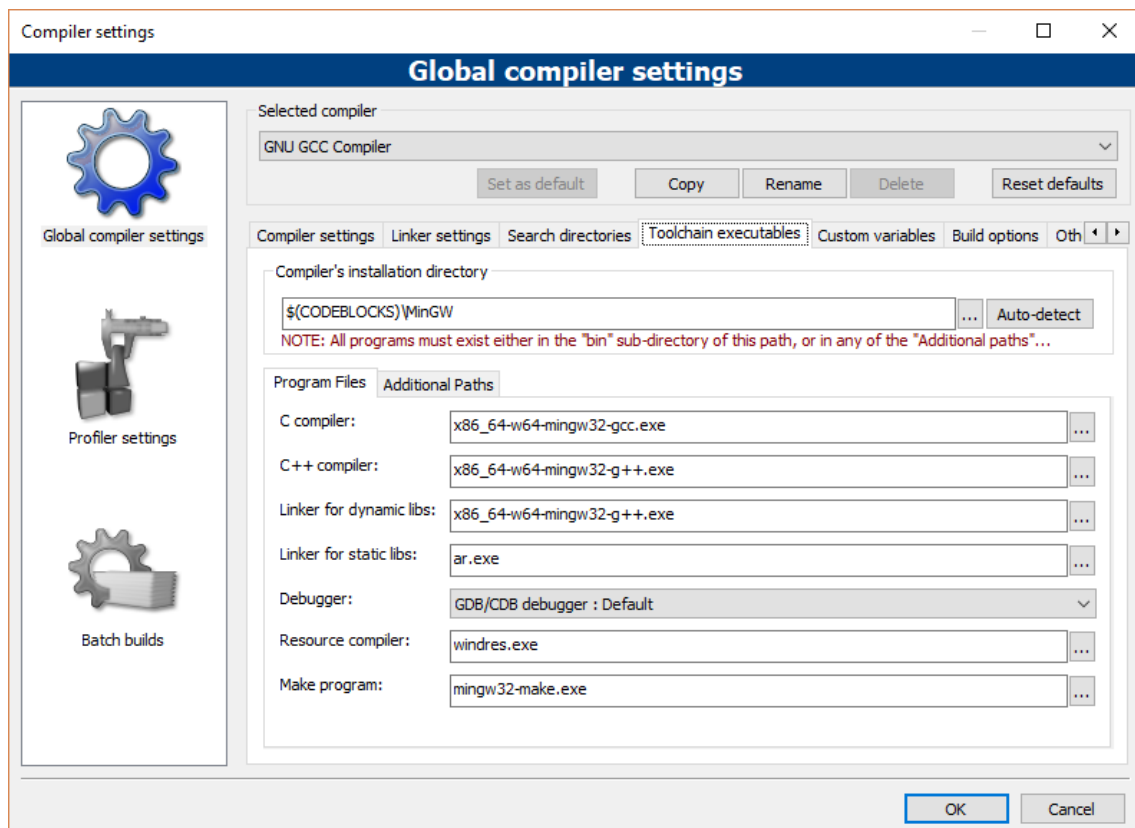 Compiler settings
Global compiler settings
Global compiler settings
Profiler settings
Batch builds
Selected compiler
GNU GCC Compiler
Set as default Copy Rename Delete Reset defaults
Compiler settings Linker settings Search directories Toolchain executables Custom variables Build options Oth
Compiler's installation directory
$(CODEBLOCKS)\MinGW ... Auto-detect
NOTE: All programs must exist either in the "bin" sub-directory of this path, or in any of the "Additional paths"...
Program Files Additional Paths
C compiler: x86_64-w64-mingw32-gcc.exe ...
C++ compiler: x86_64-w64-mingw32-g++.exe ...
Linker for dynamic libs: x86_64-w64-mingw32-g++.exe ...
Linker for static libs: ar.exe ...
Debugger: GDB/CDB debugger : Default
Resource compiler: windres.exe ...
Make program: mingw32-make.exe ...
OK Cancel